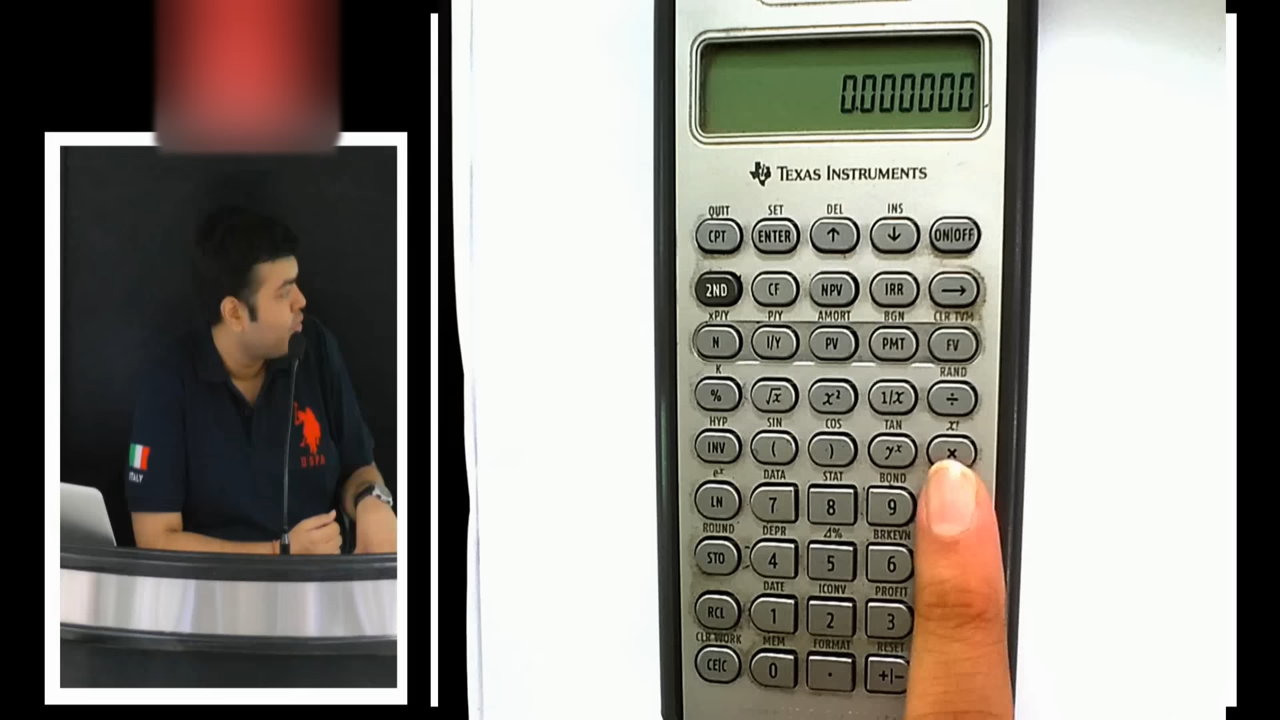 ITALY
USPA
0.000000
TEXAS INSTRUMENTS
QUIT SET DEL INS
CPT ENTER ↑ ↓ ON|OFF
2ND CF NPV IRR →
xP/Y P/Y AMORT BGN CLR TVM
N I/Y PV PMT FV
K RAND
% √x x² 1/x ÷
HYP SIN COS TAN x!
INV ( ) yˣ ×
eˣ DATA STAT BOND
LN 7 8 9
ROUND DEPR Δ% BRKEVN
STO 4 5 6
DATE ICONV PROFIT
RCL 1 2 3
CLR WORK MEM FORMAT RESET
CE|C 0 . +|−